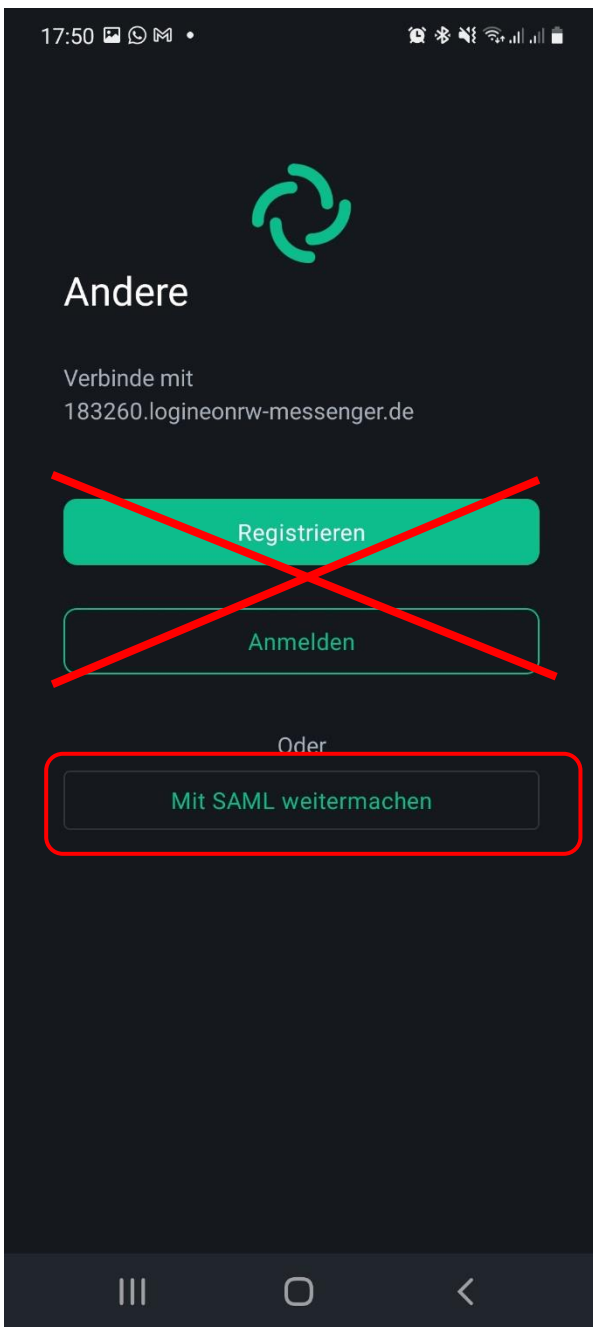 17:50
Andere
Verbinde mit
183260.logineonrw-messenger.de
Registrieren
Anmelden
Oder
Mit SAML weitermachen